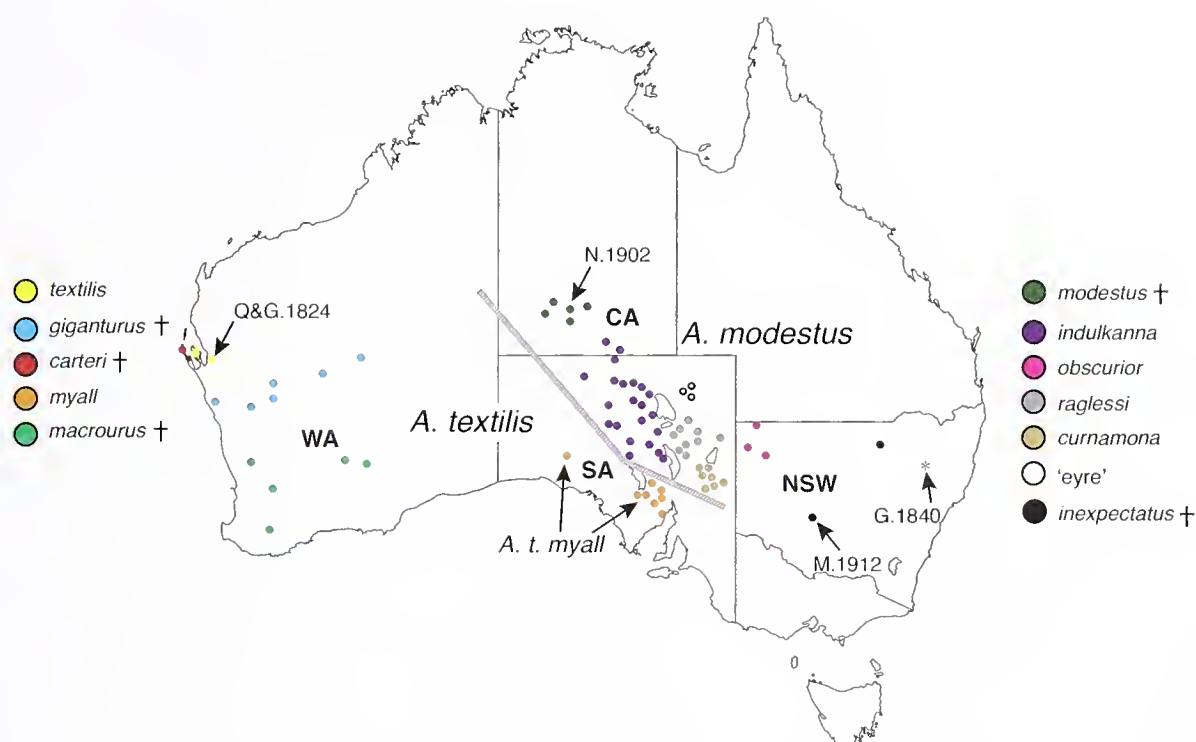 N.1902
CA
A. modestus
textilis
giganturus †
carteri †
myall
macrourus †
Q&G.1824
WA
A. textilis
SA
A. t. myall
NSW
G.1840
M.1912
modestus †
indulkanna
obscurior
raglessi
curnamona
'eyre'
inexpectatus †